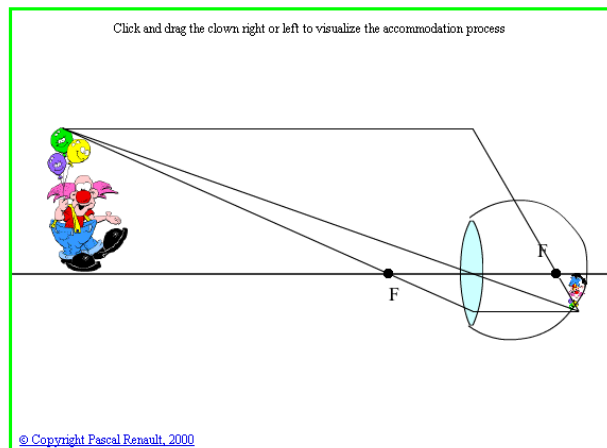 Click and drag the clown right or left to visualize the accommodation process
F
F
© Copyright Pascal Renault, 2000